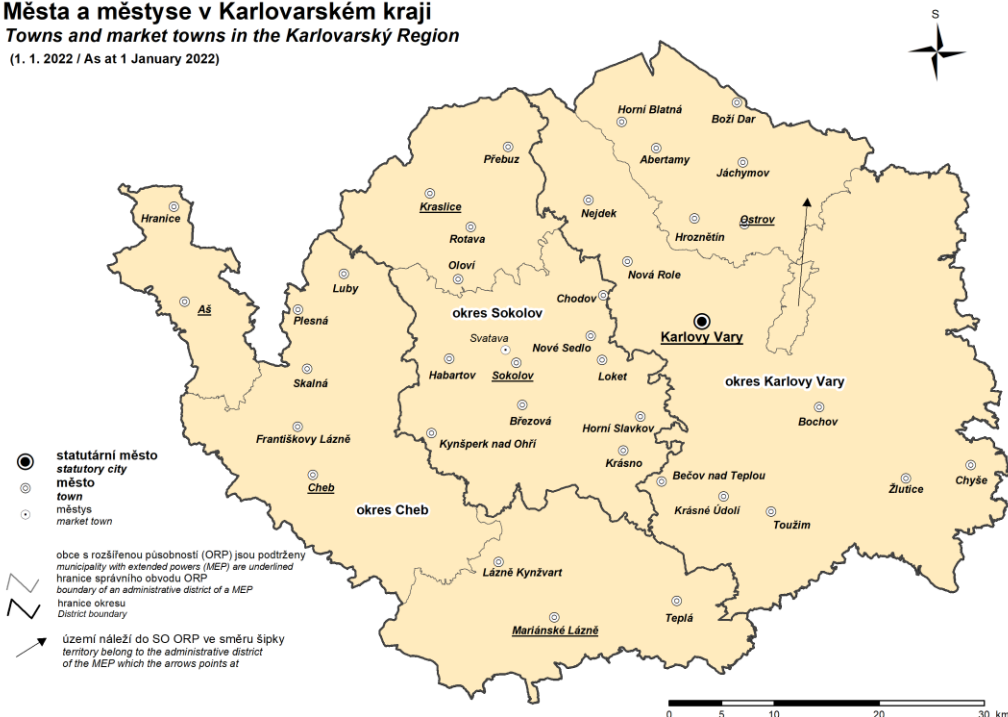 Města a městyse v Karlovarském kraji
Towns and market towns in the Karlovarský Region
(1. 1. 2022 / As at 1 January 2022)
S
Horní Blatná
Boží Dar
Přebuz
Abertamy
Jáchymov
Kraslice
Hranice
Nejdek
Ostrov
Hroznětín
Rotava
Oloví
Nová Role
Luby
Chodov
Aš
Plesná
okres Sokolov
Svatava
Nové Sedlo
Karlovy Vary
Skalná
Habartov
Sokolov
Loket
okres Karlovy Vary
Březová
Horní Slavkov
Bochov
Františkovy Lázně
Kynšperk nad Ohří
Krásno
Bečov nad Teplou
Chyše
Cheb
Žlutice
okres Cheb
Krásné Údolí
Toužim
Lázně Kynžvart
Teplá
Mariánské Lázně
statutární město
statutory city
město
town
městys
market town
obce s rozšířenou působností (ORP) jsou podtrženy
municipality with extended powers (MEP) are underlined
hranice správního obvodu ORP
boundary of an administrative district of a MEP
hranice okresu
District boundary
území náleží do SO ORP ve směru šipky
territory belong to the administrative district
of the MEP which the arrows points at
0 5 10 20 30 km